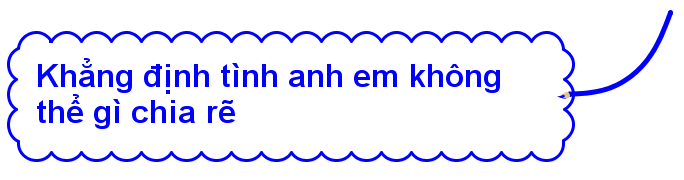 Khẳng định tình anh em không
thể gì chia rẽ